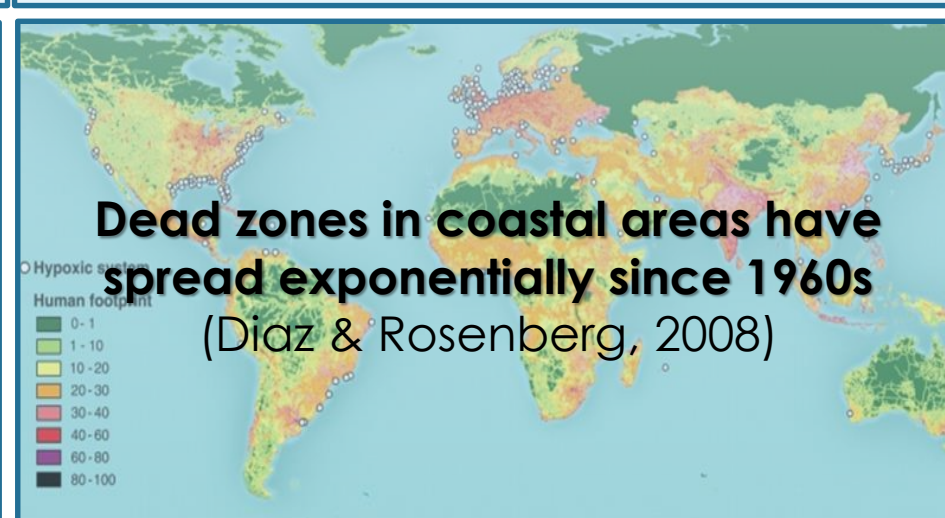 Dead zones in coastal areas have
spread exponentially since 1960s
(Diaz & Rosenberg, 2008)
Hypoxic system
Human footprint
0-1
1-10
10-20
20-30
30-40
40-60
60-80
80-100